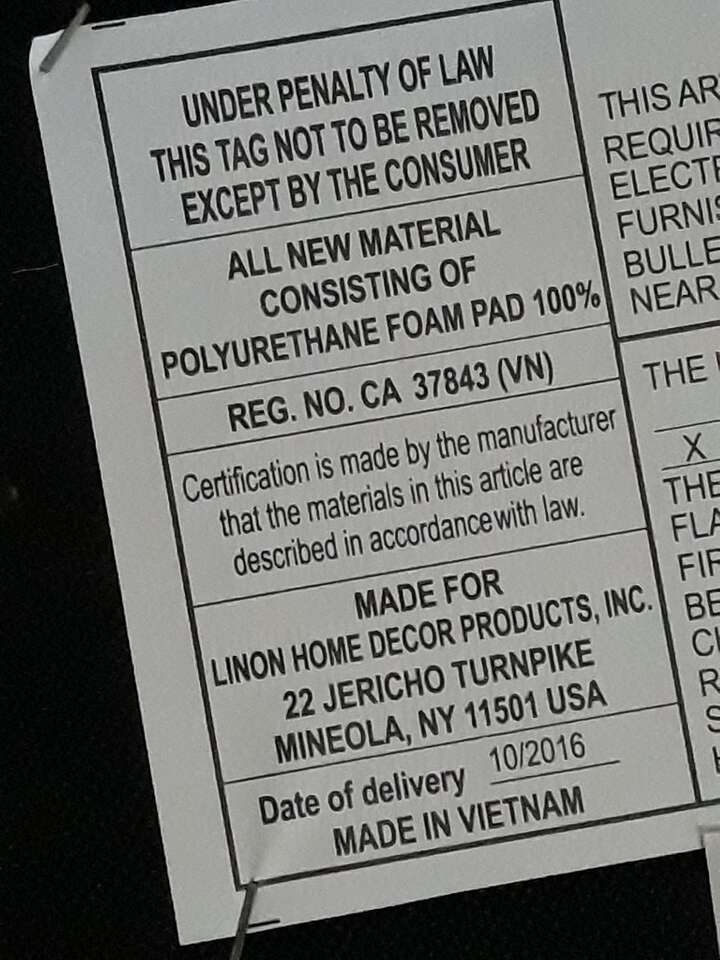 UNDER PENALTY OF LAW
THIS TAG NOT TO BE REMOVED
EXCEPT BY THE CONSUMER
ALL NEW MATERIAL
CONSISTING OF
POLYURETHANE FOAM PAD 100%
REG. NO. CA 37843 (VN)
Certification is made by the manufacturer
that the materials in this article are
described in accordance with law.
MADE FOR
LINON HOME DECOR PRODUCTS, INC.
22 JERICHO TURNPIKE
MINEOLA, NY 11501 USA
Date of delivery 10/2016
MADE IN VIETNAM
THIS AR
REQUIR
ELECTR
FURNIS
BULLE
NEAR
THE
X
THE
FLA
FIR
BE